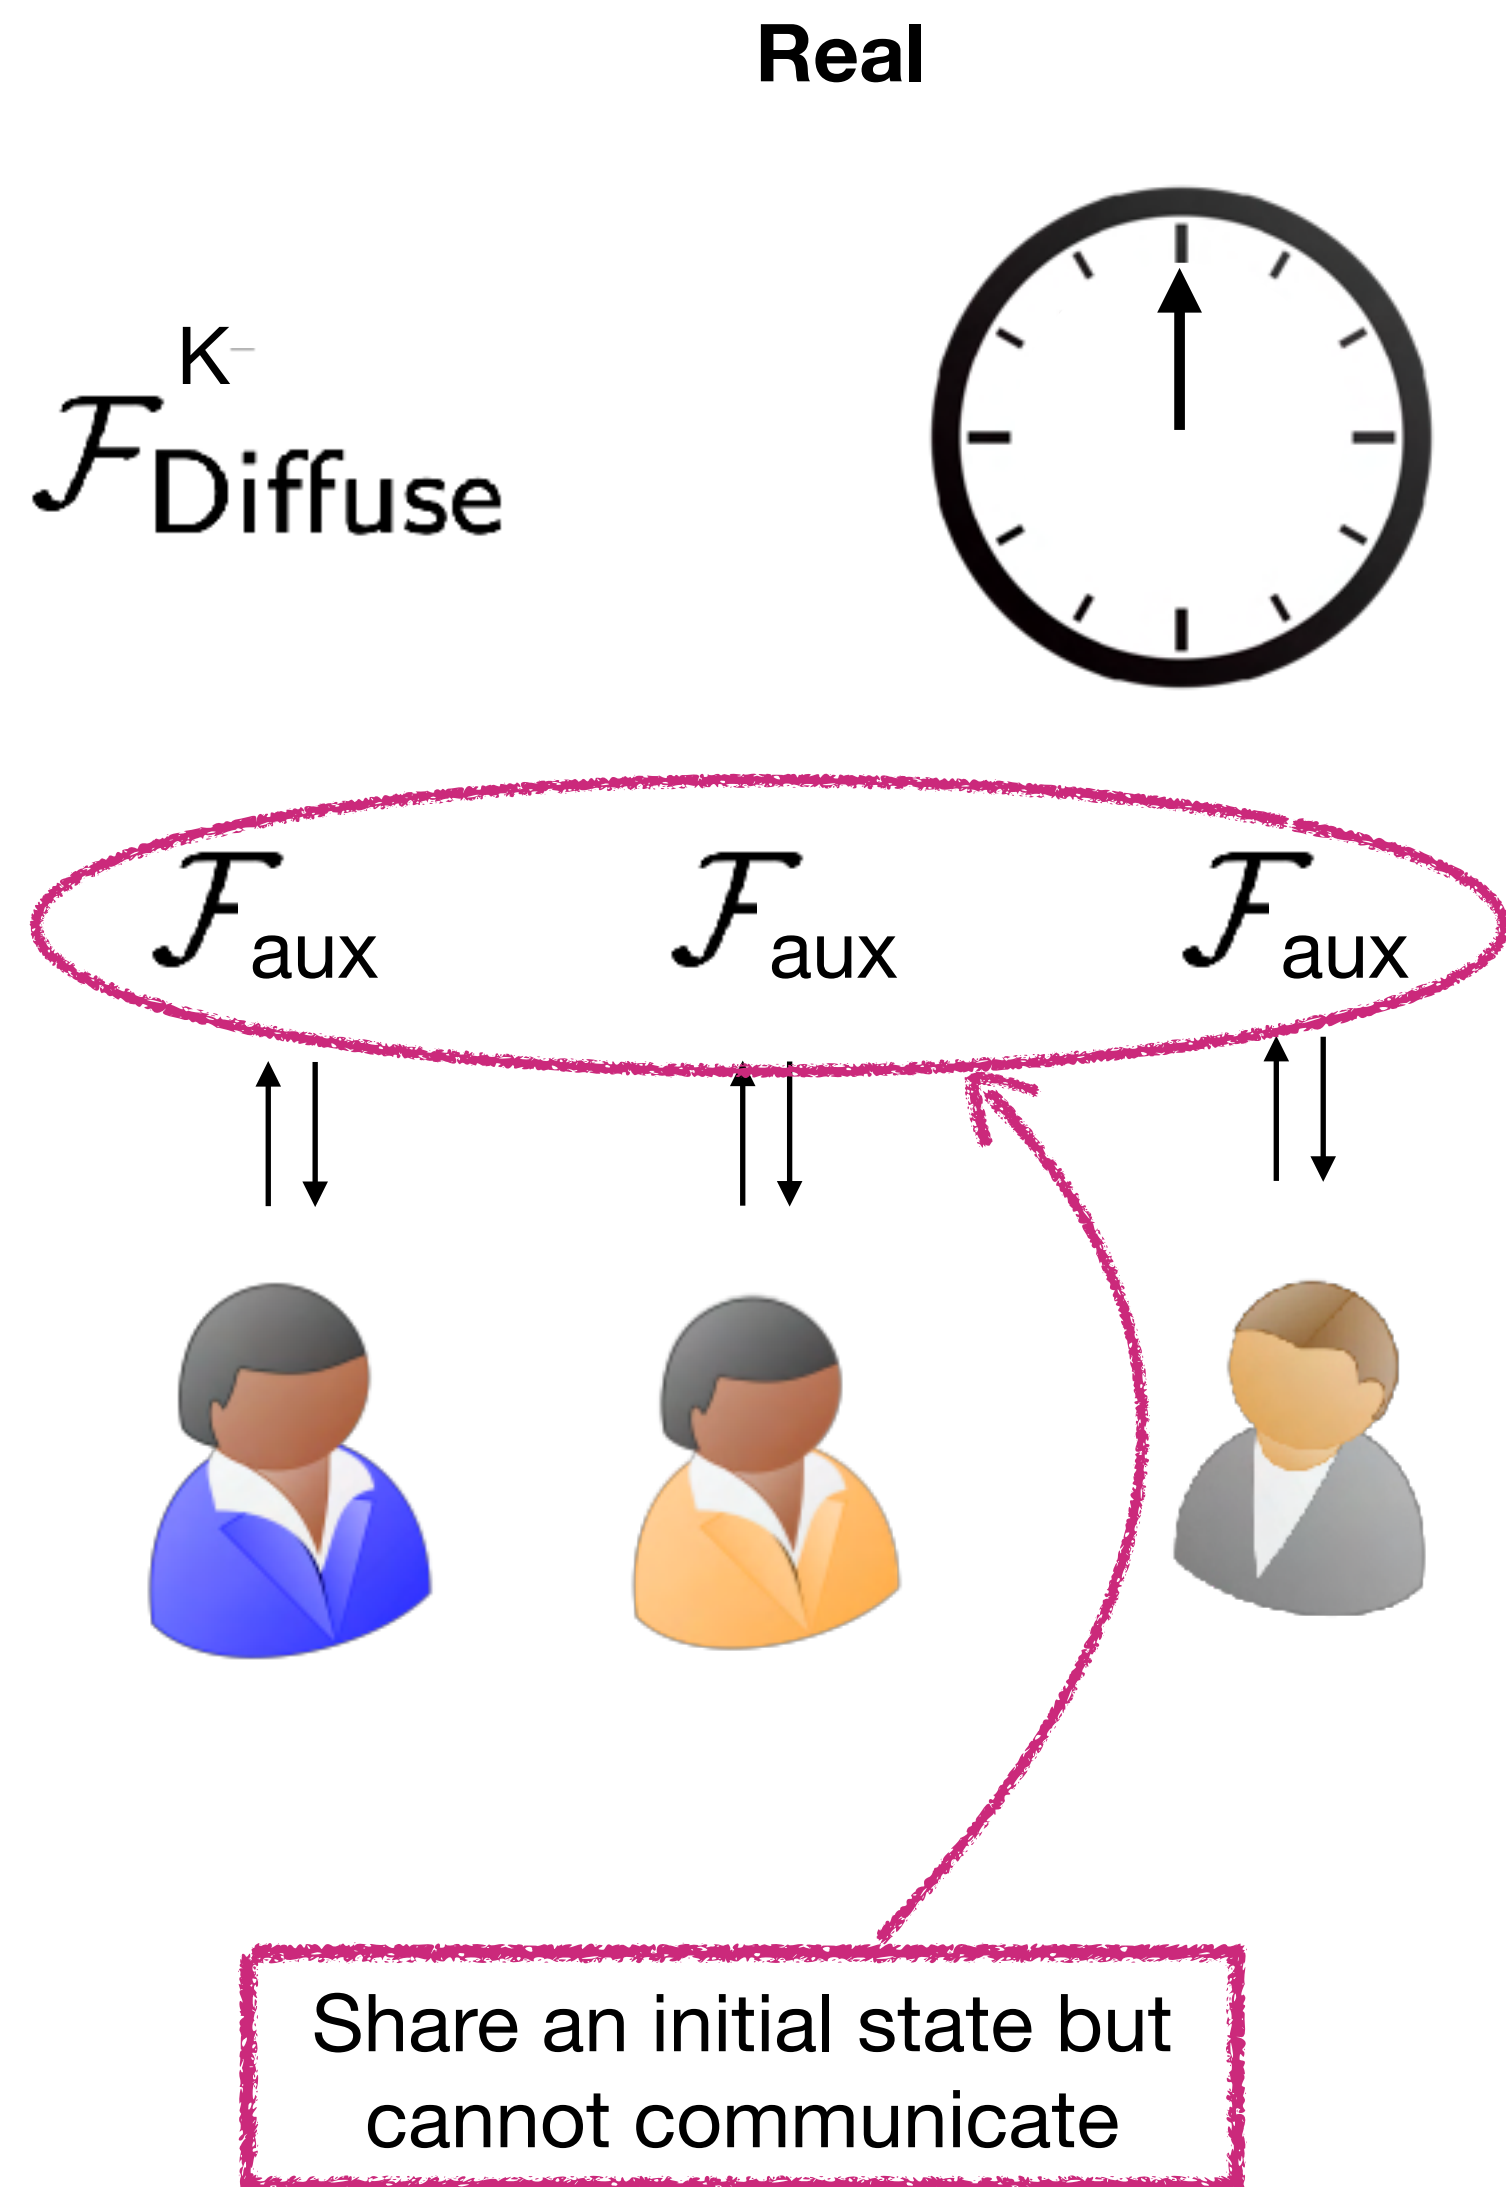 Real
K
ℱDiffuse
ℱaux ℱaux ℱaux
Share an initial state but
cannot communicate